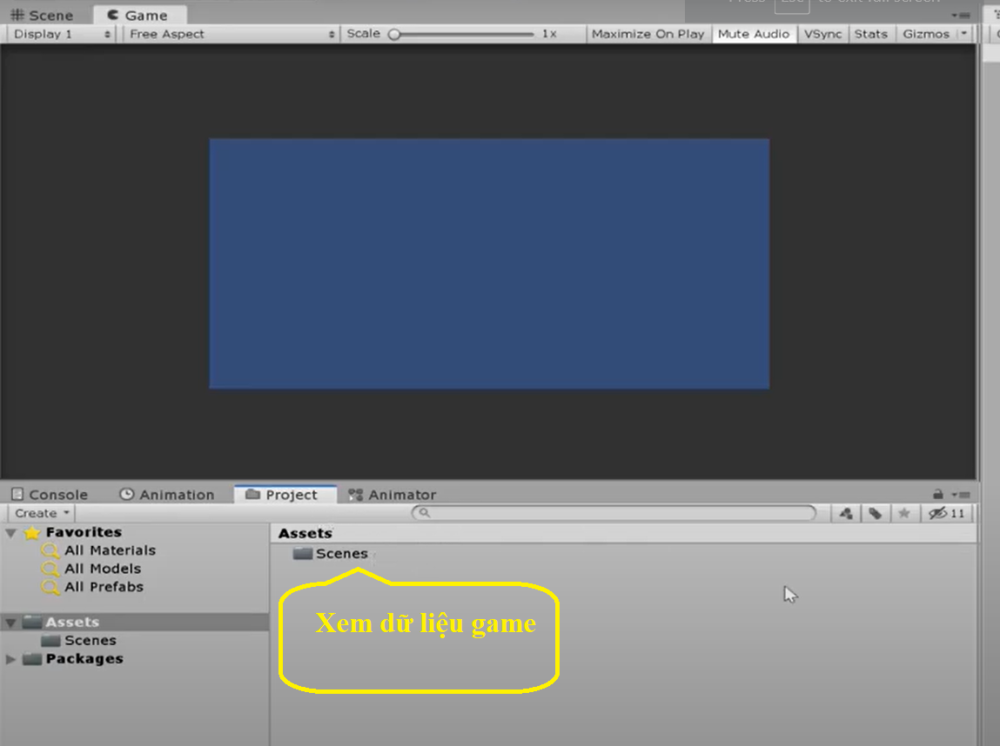 Press Esc to exit full screen.
Scene Game
Display 1 Free Aspect Scale 1x Maximize On Play Mute Audio VSync Stats Gizmos
Console Animation Project Animator
Create 11
Favorites Assets
All Materials Scenes
All Models
All Prefabs
Assets
Scenes
Packages
Xem dữ liệu game